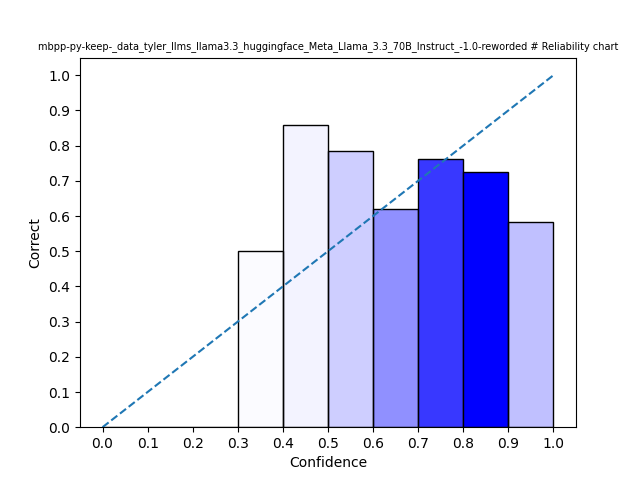 mbpp-py-keep-_data_tyler_llms_llama3.3_huggingface_Meta_Llama_3.3_70B_Instruct_-1.0-reworded # Reliability chart
1.0
0.9
0.8
0.7
0.6
0.5
0.4
0.3
0.2
0.1
0.0
Correct
0.0 0.1 0.2 0.3 0.4 0.5 0.6 0.7 0.8 0.9 1.0
Confidence